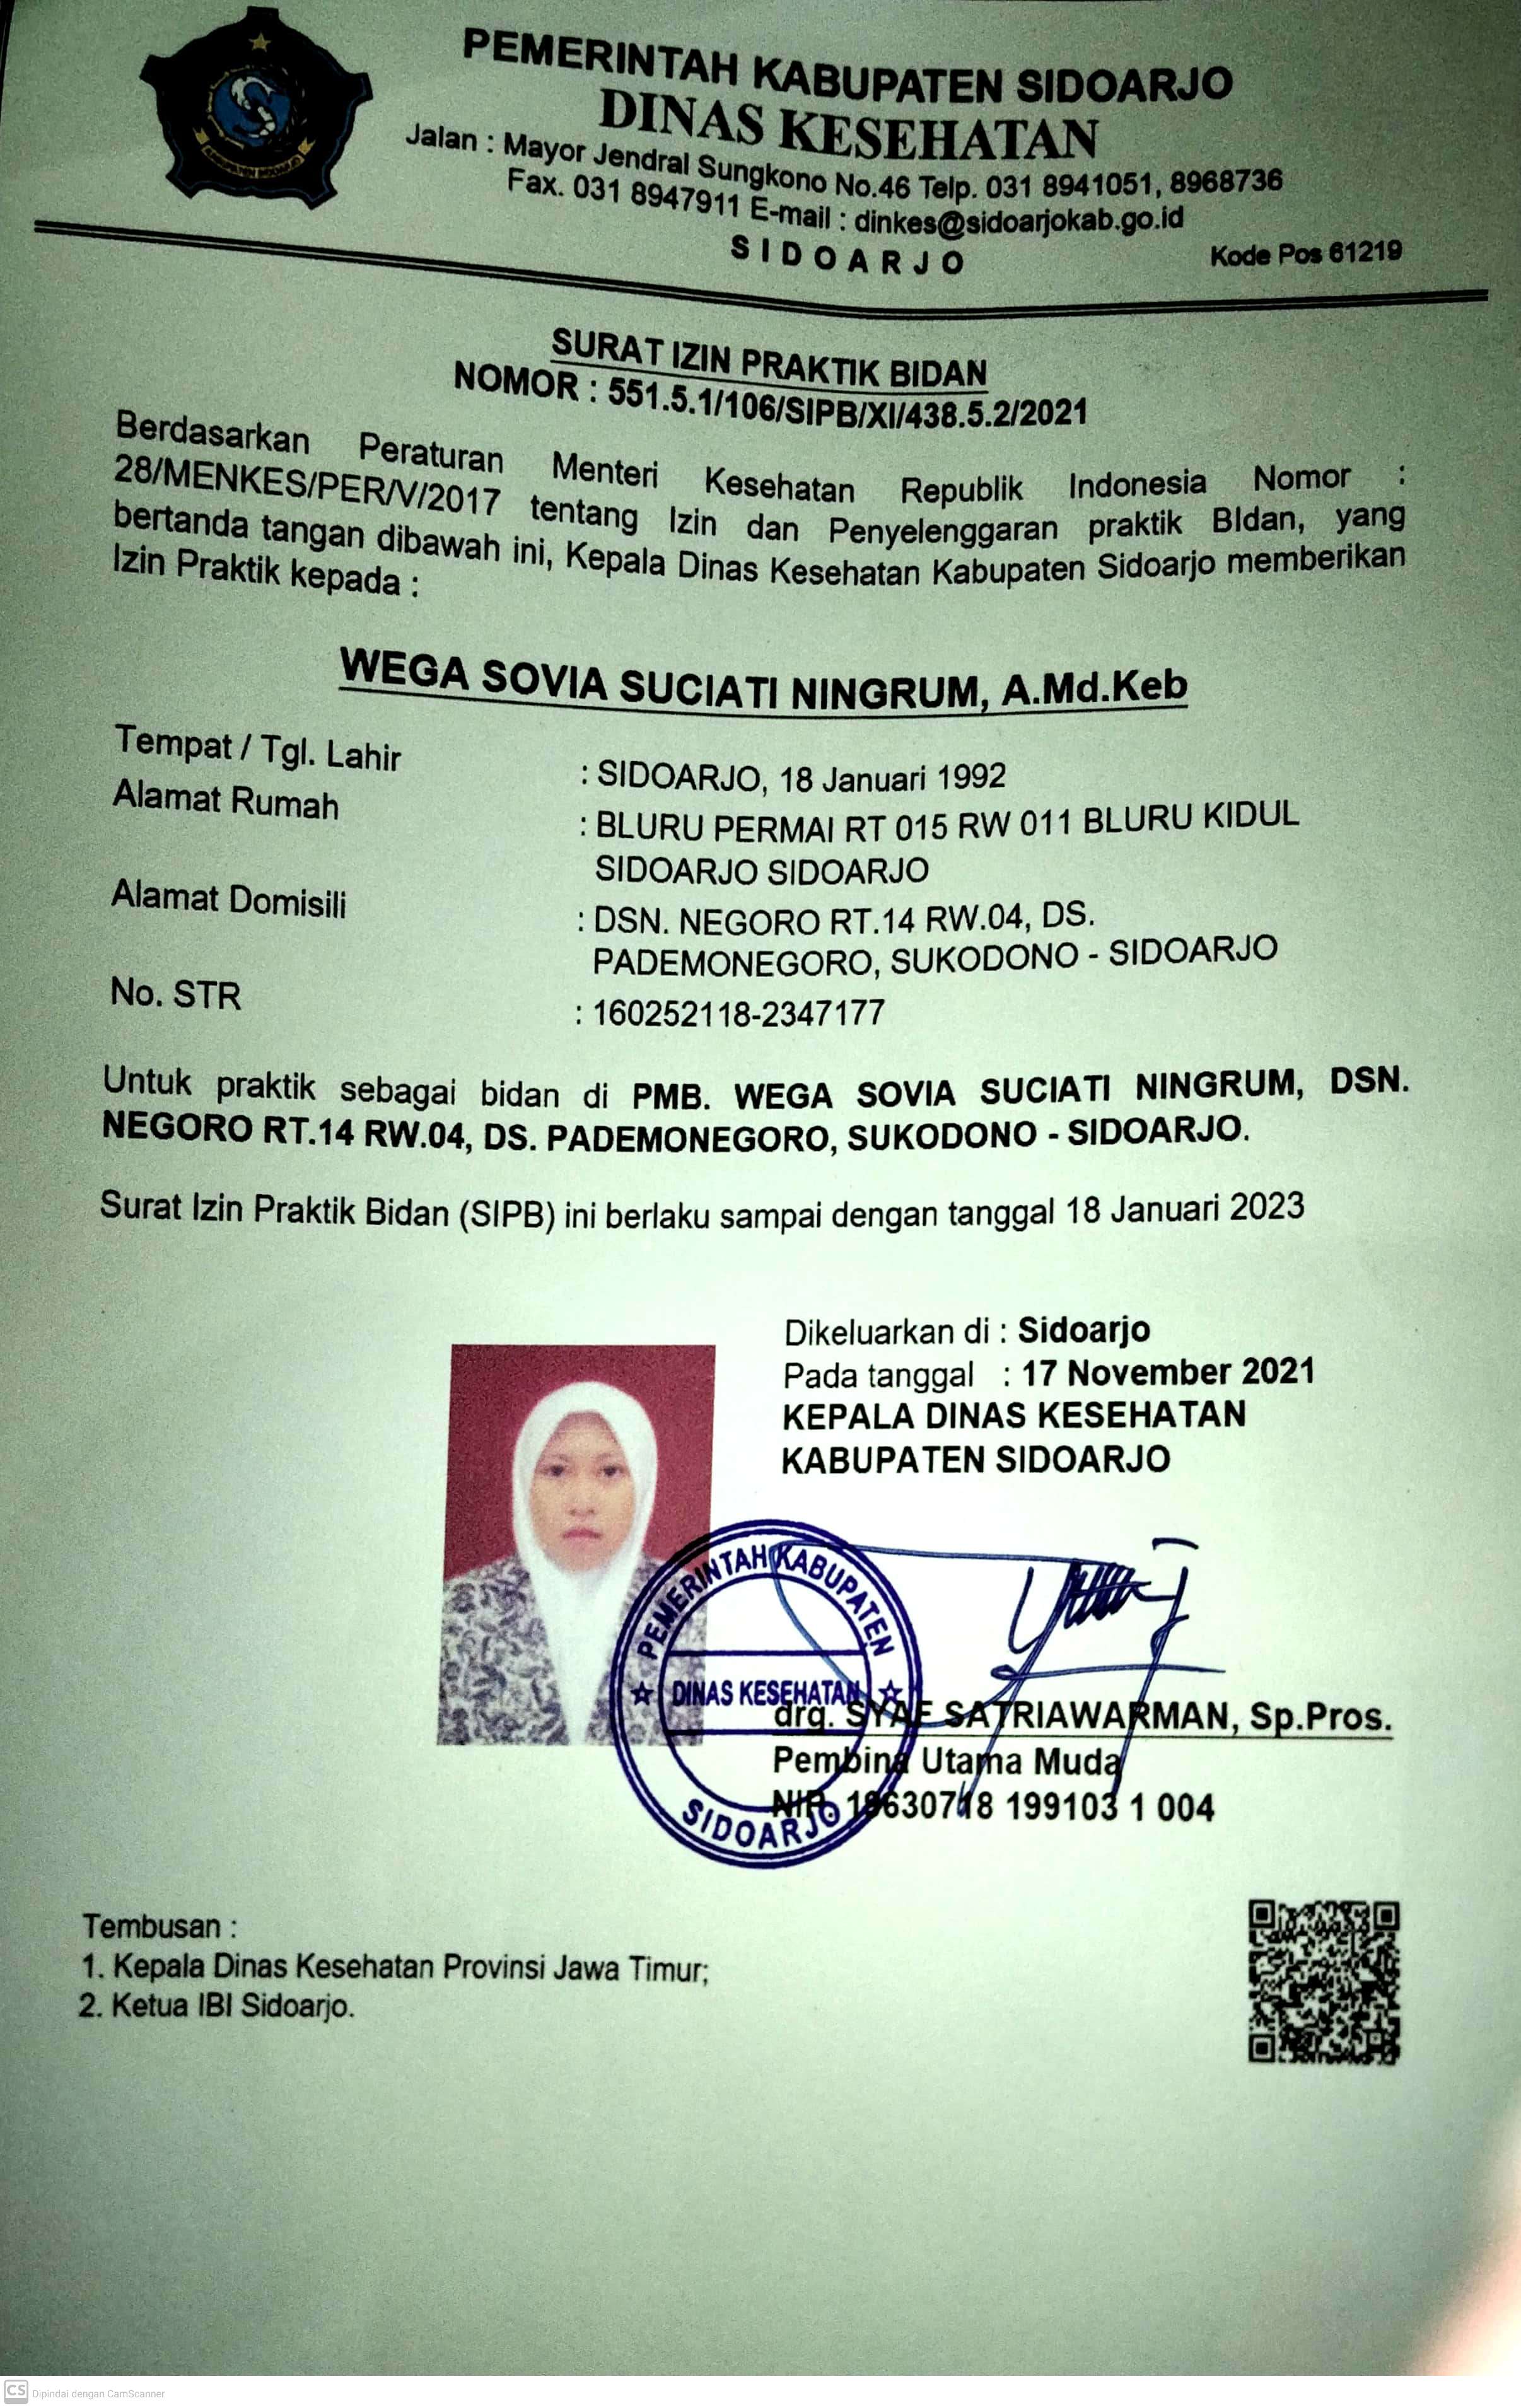 PEMERINTAH KABUPATEN SIDOARJO
DINAS KESEHATAN
Jalan : Mayor Jendral Sungkono No.46 Telp. 031 8941051, 8968736
Fax. 031 8947911 E-mail : dinkes@sidoarjokab.go.id
SIDOARJO
Kode Pos 61219
SURAT IZIN PRAKTIK BIDAN
NOMOR : 551.5.1/106/SIPB/XI/438.5.2/2021
Berdasarkan Peraturan Menteri Kesehatan Republik Indonesia Nomor :
28/MENKES/PER/V/2017 tentang Izin dan Penyelenggaran praktik BIdan, yang
bertanda tangan dibawah ini, Kepala Dinas Kesehatan Kabupaten Sidoarjo memberikan
Izin Praktik kepada :
WEGA SOVIA SUCIATI NINGRUM, A.Md.Keb
Tempat / Tgl. Lahir : SIDOARJO, 18 Januari 1992
Alamat Rumah : BLURU PERMAI RT 015 RW 011 BLURU KIDUL
SIDOARJO SIDOARJO
Alamat Domisili : DSN. NEGORO RT.14 RW.04, DS.
PADEMONEGORO, SUKODONO - SIDOARJO
No. STR : 160252118-2347177
Untuk praktik sebagai bidan di PMB. WEGA SOVIA SUCIATI NINGRUM, DSN.
NEGORO RT.14 RW.04, DS. PADEMONEGORO, SUKODONO - SIDOARJO.
Surat Izin Praktik Bidan (SIPB) ini berlaku sampai dengan tanggal 18 Januari 2023
Dikeluarkan di : Sidoarjo
Pada tanggal : 17 November 2021
KEPALA DINAS KESEHATAN
KABUPATEN SIDOARJO
PEMERINTAH KABUPATEN
DINAS KESEHATAN
SIDOARJO
drg. SYAF SATRIAWARMAN, Sp.Pros.
Pembina Utama Muda
NIP. 19630718 199103 1 004
Tembusan :
1. Kepala Dinas Kesehatan Provinsi Jawa Timur;
2. Ketua IBI Sidoarjo.
CS Dipindai dengan CamScanner